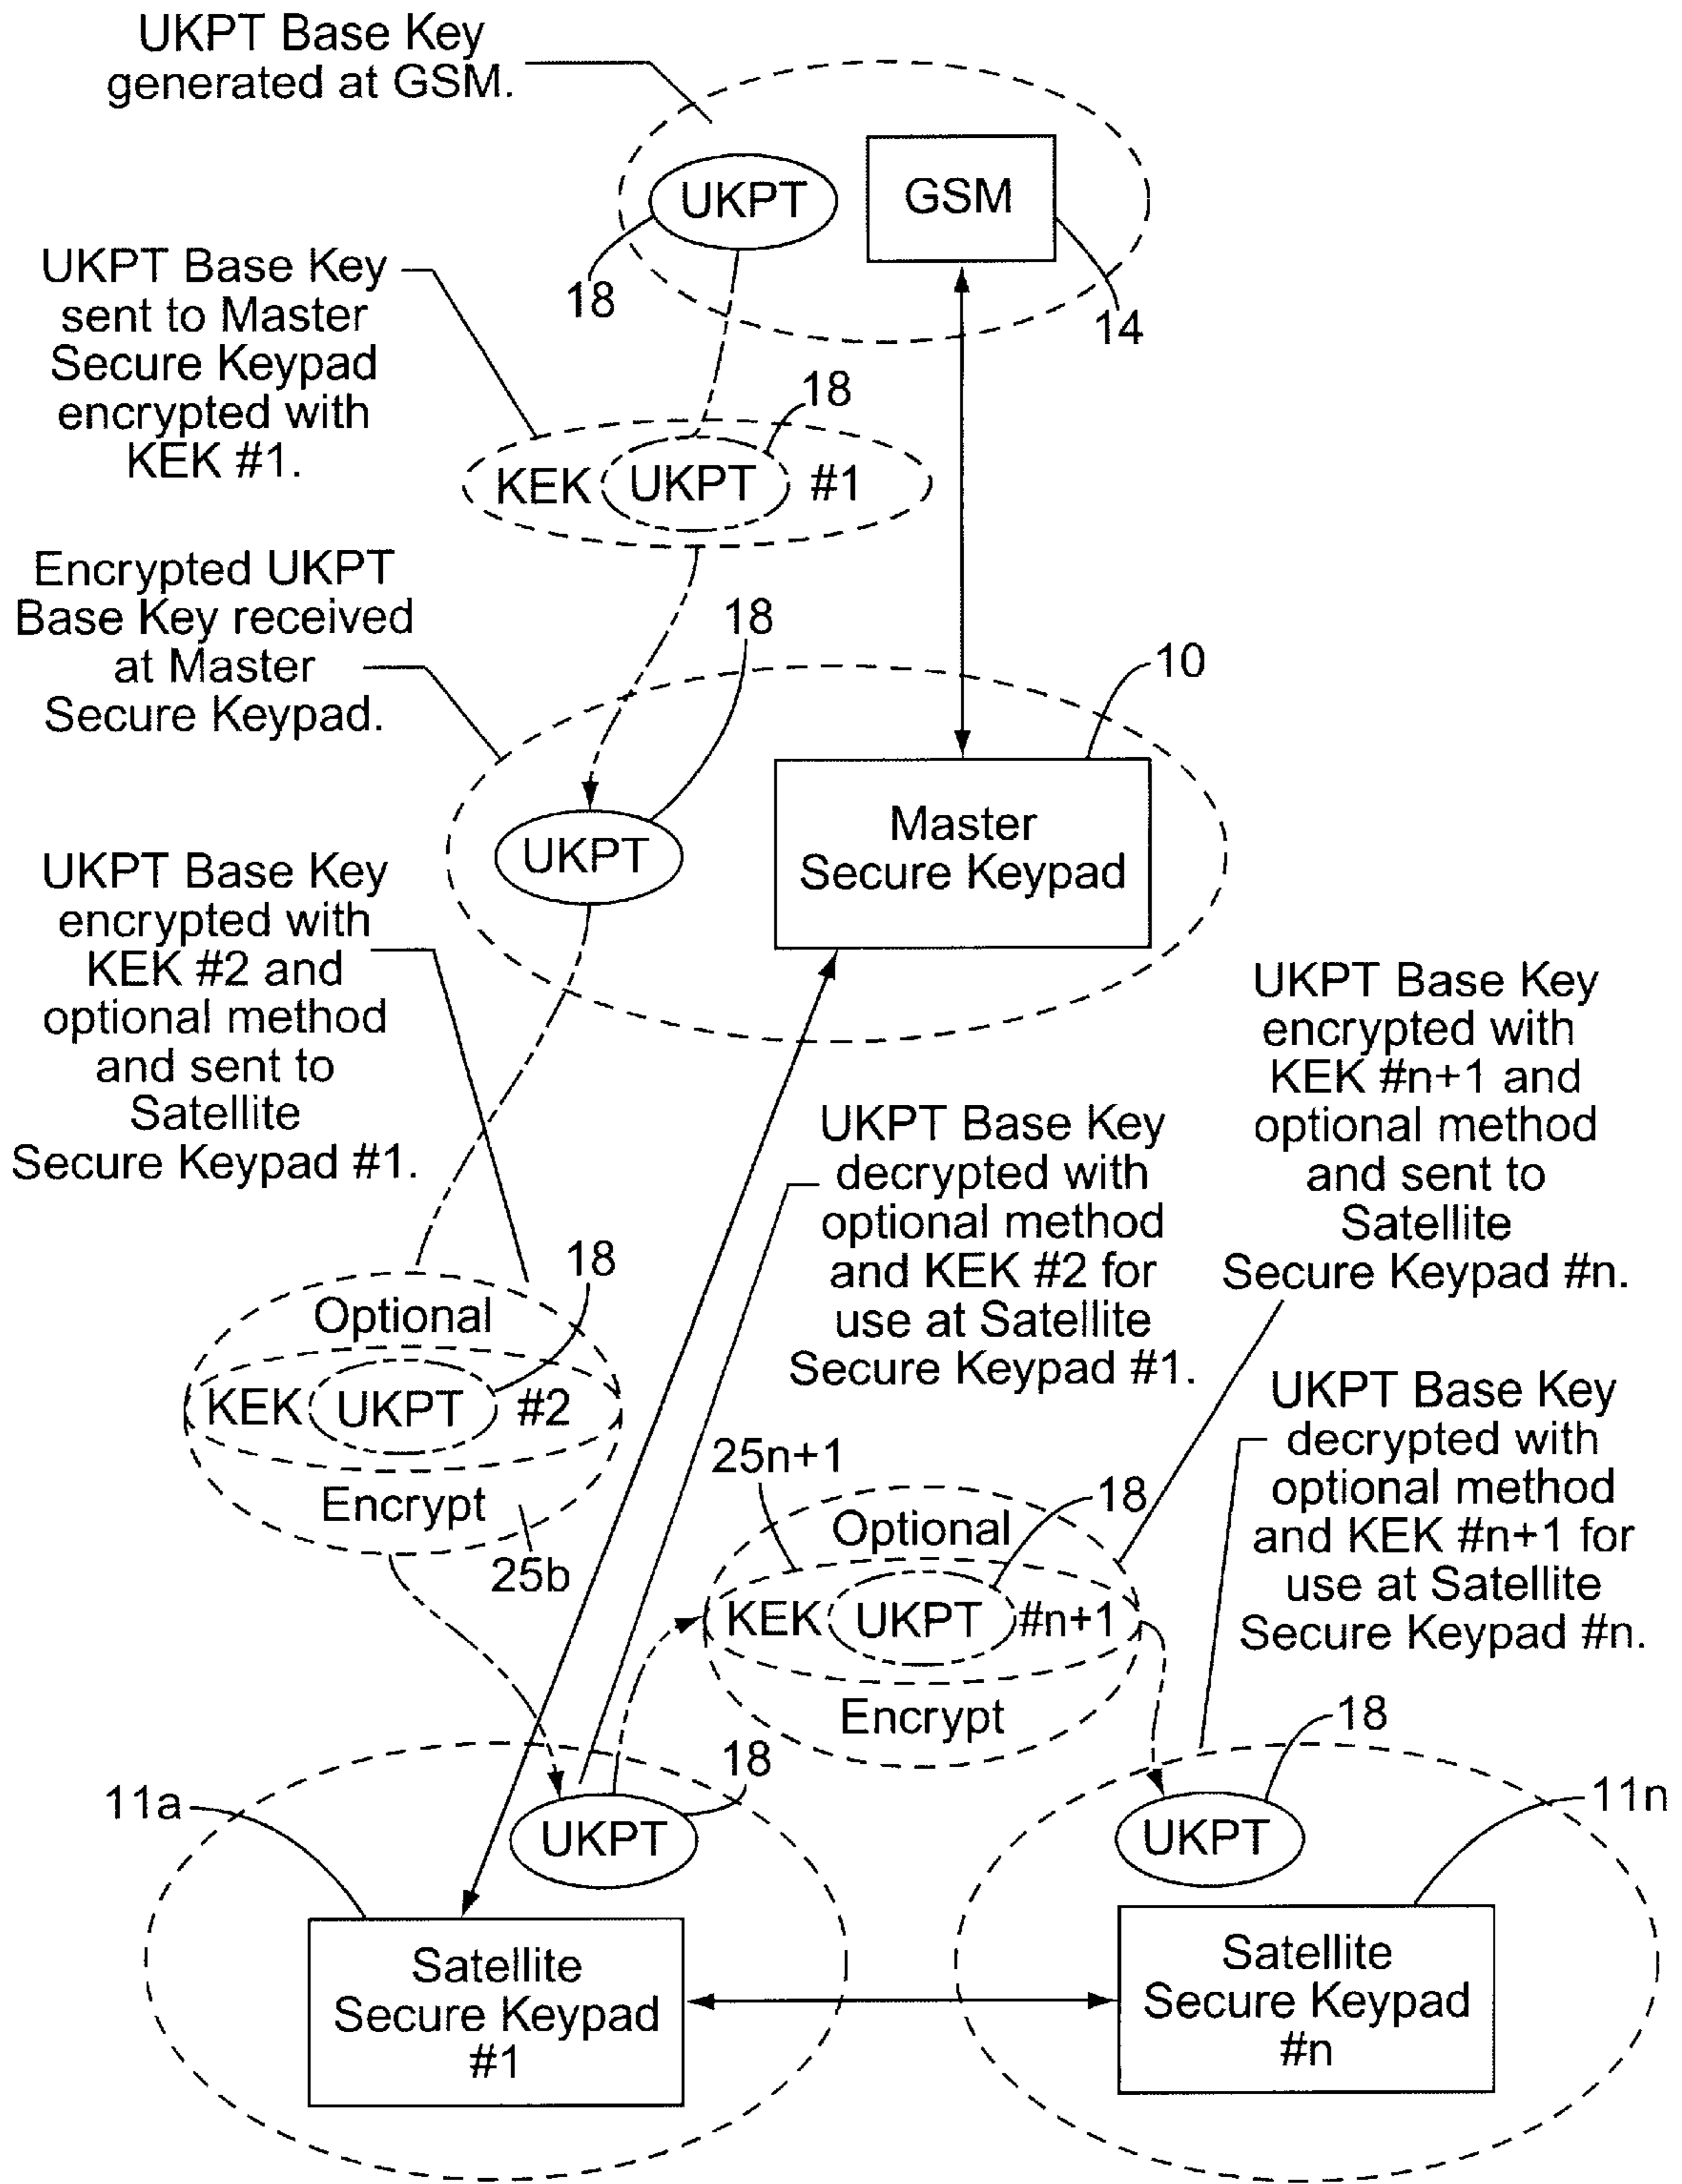 UKPT Base Key
generated at GSM.
UKPT
GSM
18
14
UKPT Base Key
sent to Master
Secure Keypad
encrypted with
KEK #1.
18
KEK UKPT #1
Encrypted UKPT
Base Key received
at Master
Secure Keypad.
18
10
UKPT
Master
Secure Keypad
UKPT Base Key
encrypted with
KEK #2 and
optional method
and sent to
Satellite
Secure Keypad #1.
UKPT Base Key
encrypted with
KEK #n+1 and
optional method
and sent to
Satellite
Secure Keypad #n.
UKPT Base Key
decrypted with
optional method
and KEK #2 for
use at Satellite
Secure Keypad #1.
18
Optional
KEK UKPT #2
Encrypt
25b
UKPT Base Key
decrypted with
optional method
and KEK #n+1 for
use at Satellite
Secure Keypad #n.
25n+1
18
Optional
KEK UKPT #n+1
Encrypt
18
18
11a
11n
UKPT
UKPT
Satellite
Secure Keypad
#1
Satellite
Secure Keypad
#n